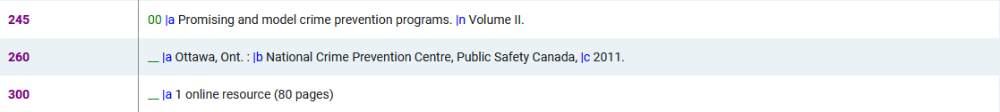 245 00 |a Promising and model crime prevention programs. |n Volume II.
260 __ |a Ottawa, Ont. : |b National Crime Prevention Centre, Public Safety Canada, |c 2011.
300 __ |a 1 online resource (80 pages)